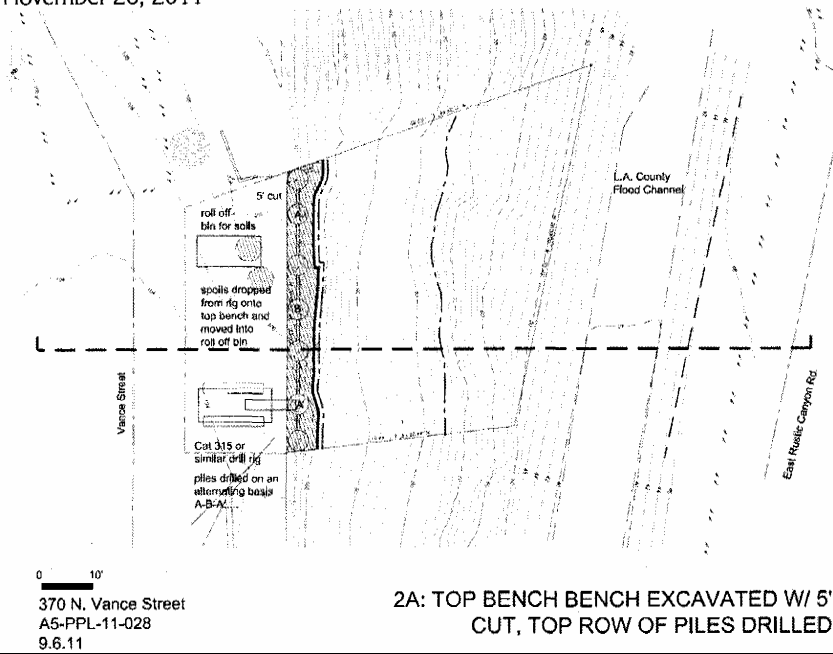 November 28, 2011
L.A. County
Flood Channel
5' cut
roll off
bin for soils
A
spoils dropped
from rig onto
top bench and
moved into
roll off bin
B
A
Vance Street
East Rustic Canyon Rd.
Cat 315 or
similar drill rig
piles drilled on an
alternating basis
A-B-A....
0 10'
370 N. Vance Street
A5-PPL-11-028
9.6.11
2A: TOP BENCH BENCH EXCAVATED W/ 5'
CUT, TOP ROW OF PILES DRILLED